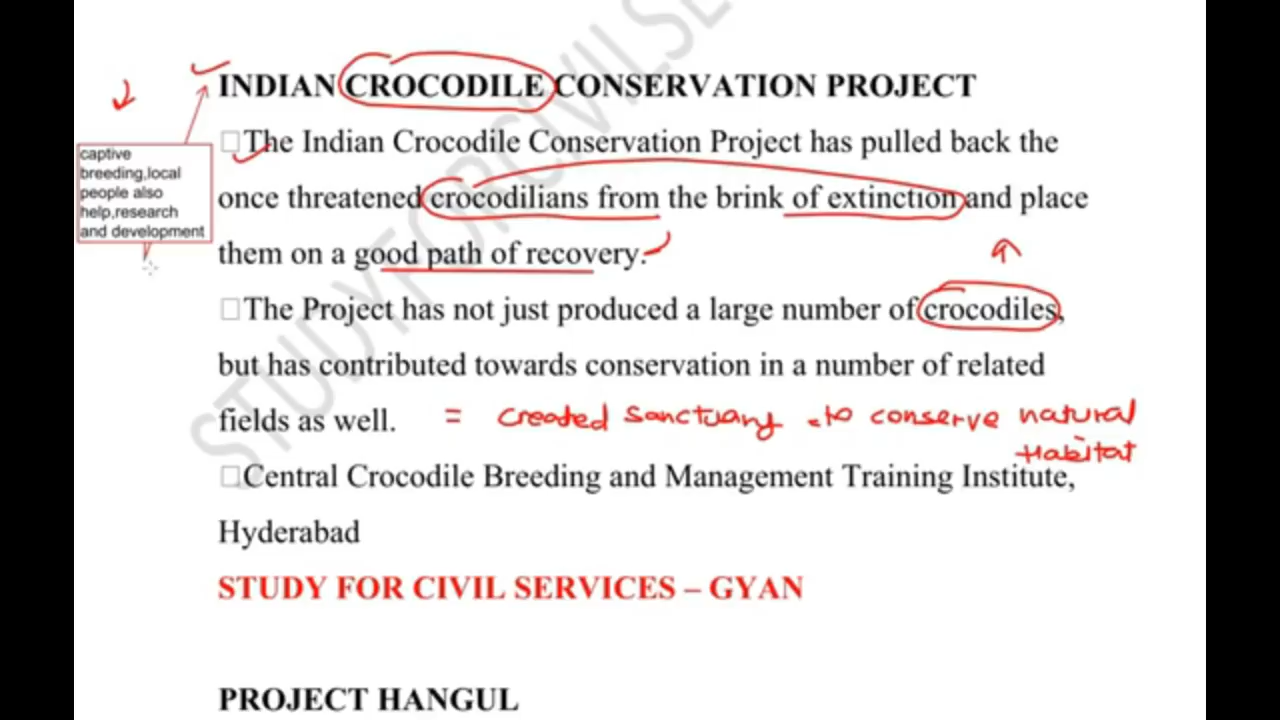 INDIAN CROCODILE CONSERVATION PROJECT
captive
breeding,local
people also
help,research
and development
The Indian Crocodile Conservation Project has pulled back the
once threatened crocodilians from the brink of extinction and place
them on a good path of recovery.
The Project has not just produced a large number of crocodiles,
but has contributed towards conservation in a number of related
fields as well. = created sanctuary to conserve natural
Habitat
Central Crocodile Breeding and Management Training Institute,
Hyderabad
STUDY FOR CIVIL SERVICES – GYAN
PROJECT HANGUL
STUDYFORCIVILSE